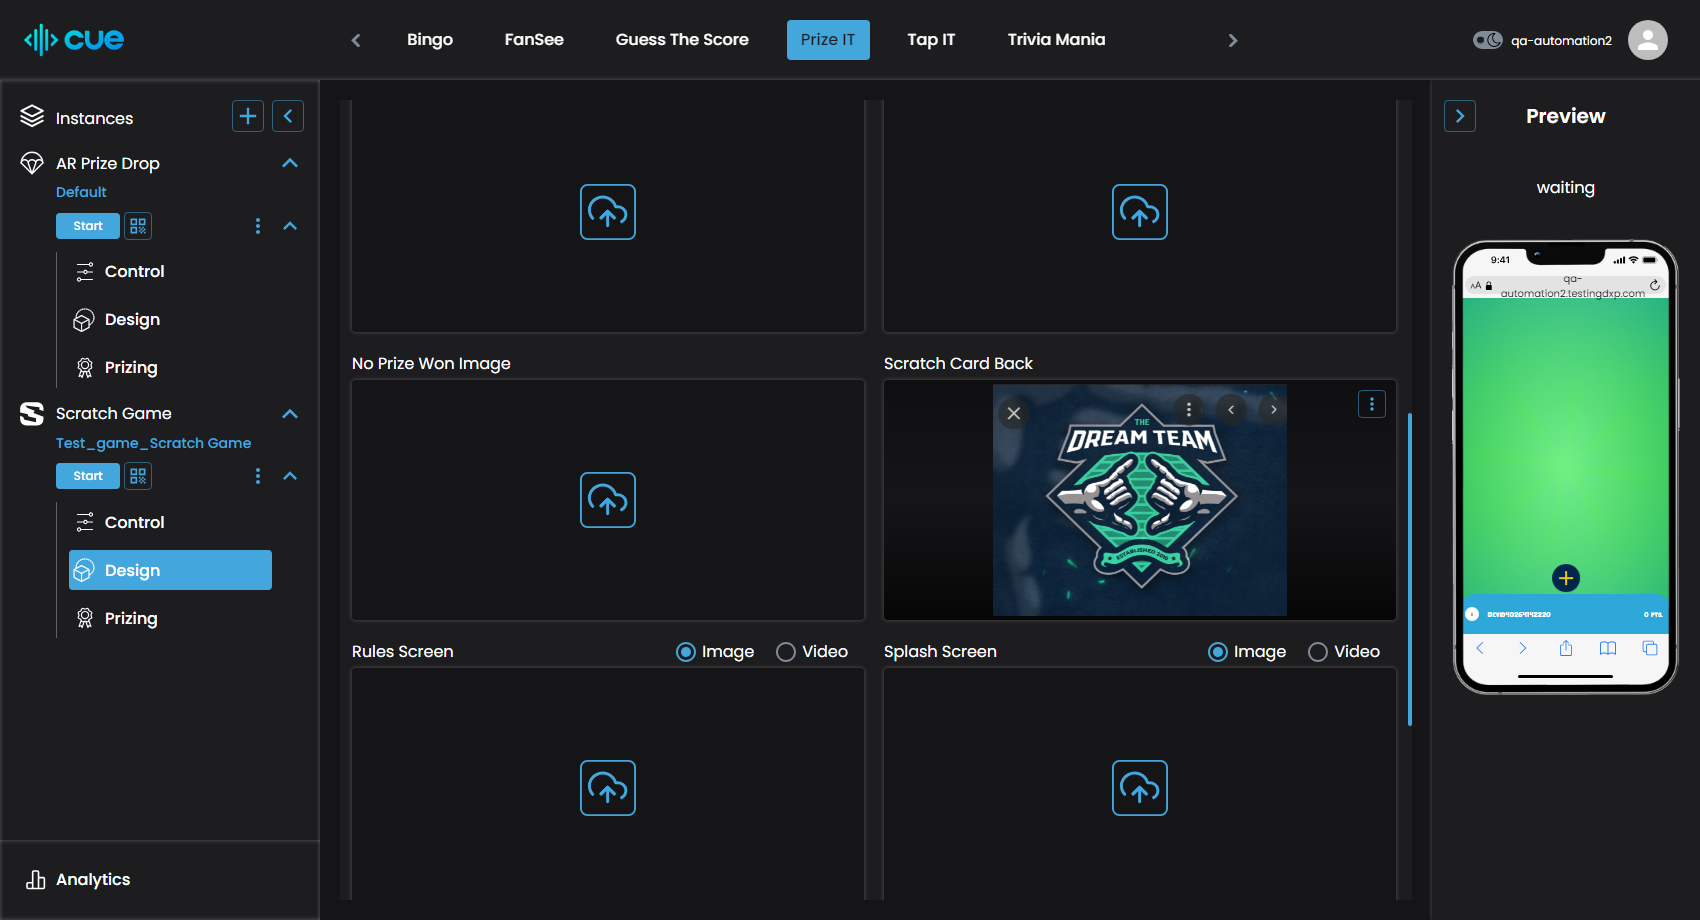 cue
Bingo
FanSee
Guess The Score
Prize IT
Tap IT
Trivia Mania
qa-automation2
Instances
AR Prize Drop
Default
Start
Control
Design
Prizing
Scratch Game
Test_game_Scratch Game
Start
Control
Design
Prizing
Analytics
No Prize Won Image
Scratch Card Back
THE
DREAM TEAM
ESTABLISHED 2010
Rules Screen
Image
Video
Splash Screen
Image
Video
Preview
waiting
9:41
AA
qa-
automation2.testingdxp.com
DEVID40264142220
0 PTS.